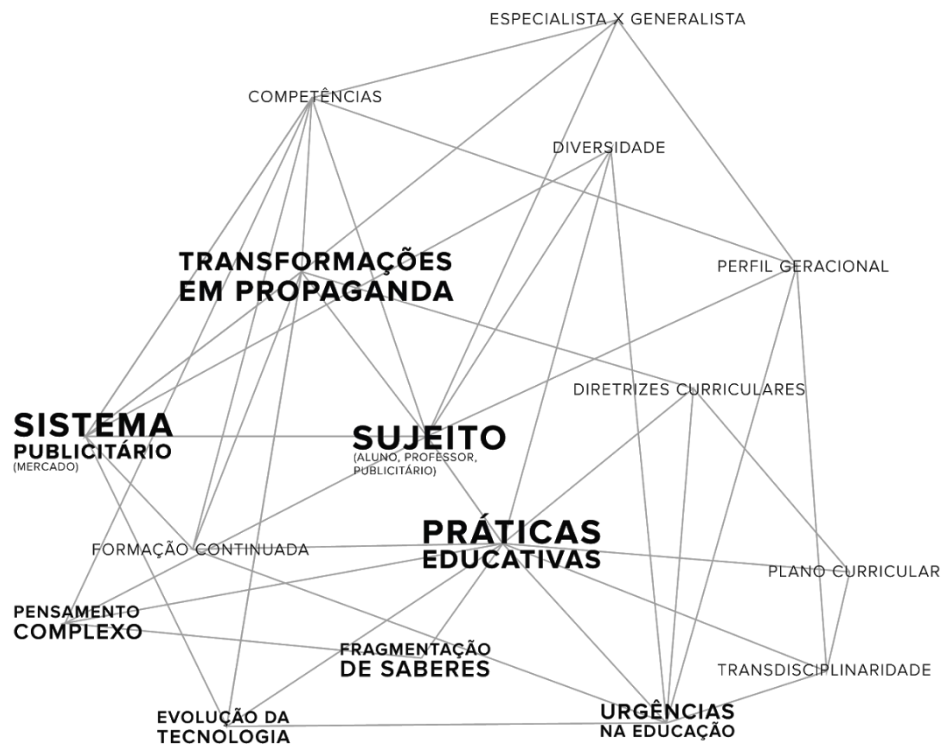 ESPECIALISTA X GENERALISTA
COMPETÊNCIAS
DIVERSIDADE
TRANSFORMAÇÕES
EM PROPAGANDA
PERFIL GERACIONAL
DIRETRIZES CURRICULARES
SISTEMA
PUBLICITÁRIO
(MERCADO)
SUJEITO
(ALUNO, PROFESSOR,
PUBLICITÁRIO)
PRÁTICAS
EDUCATIVAS
FORMAÇÃO CONTINUADA
PLANO CURRICULAR
PENSAMENTO
COMPLEXO
FRAGMENTAÇÃO
DE SABERES
TRANSDISCIPLINARIDADE
EVOLUÇÃO DA
TECNOLOGIA
URGÊNCIAS
NA EDUCAÇÃO